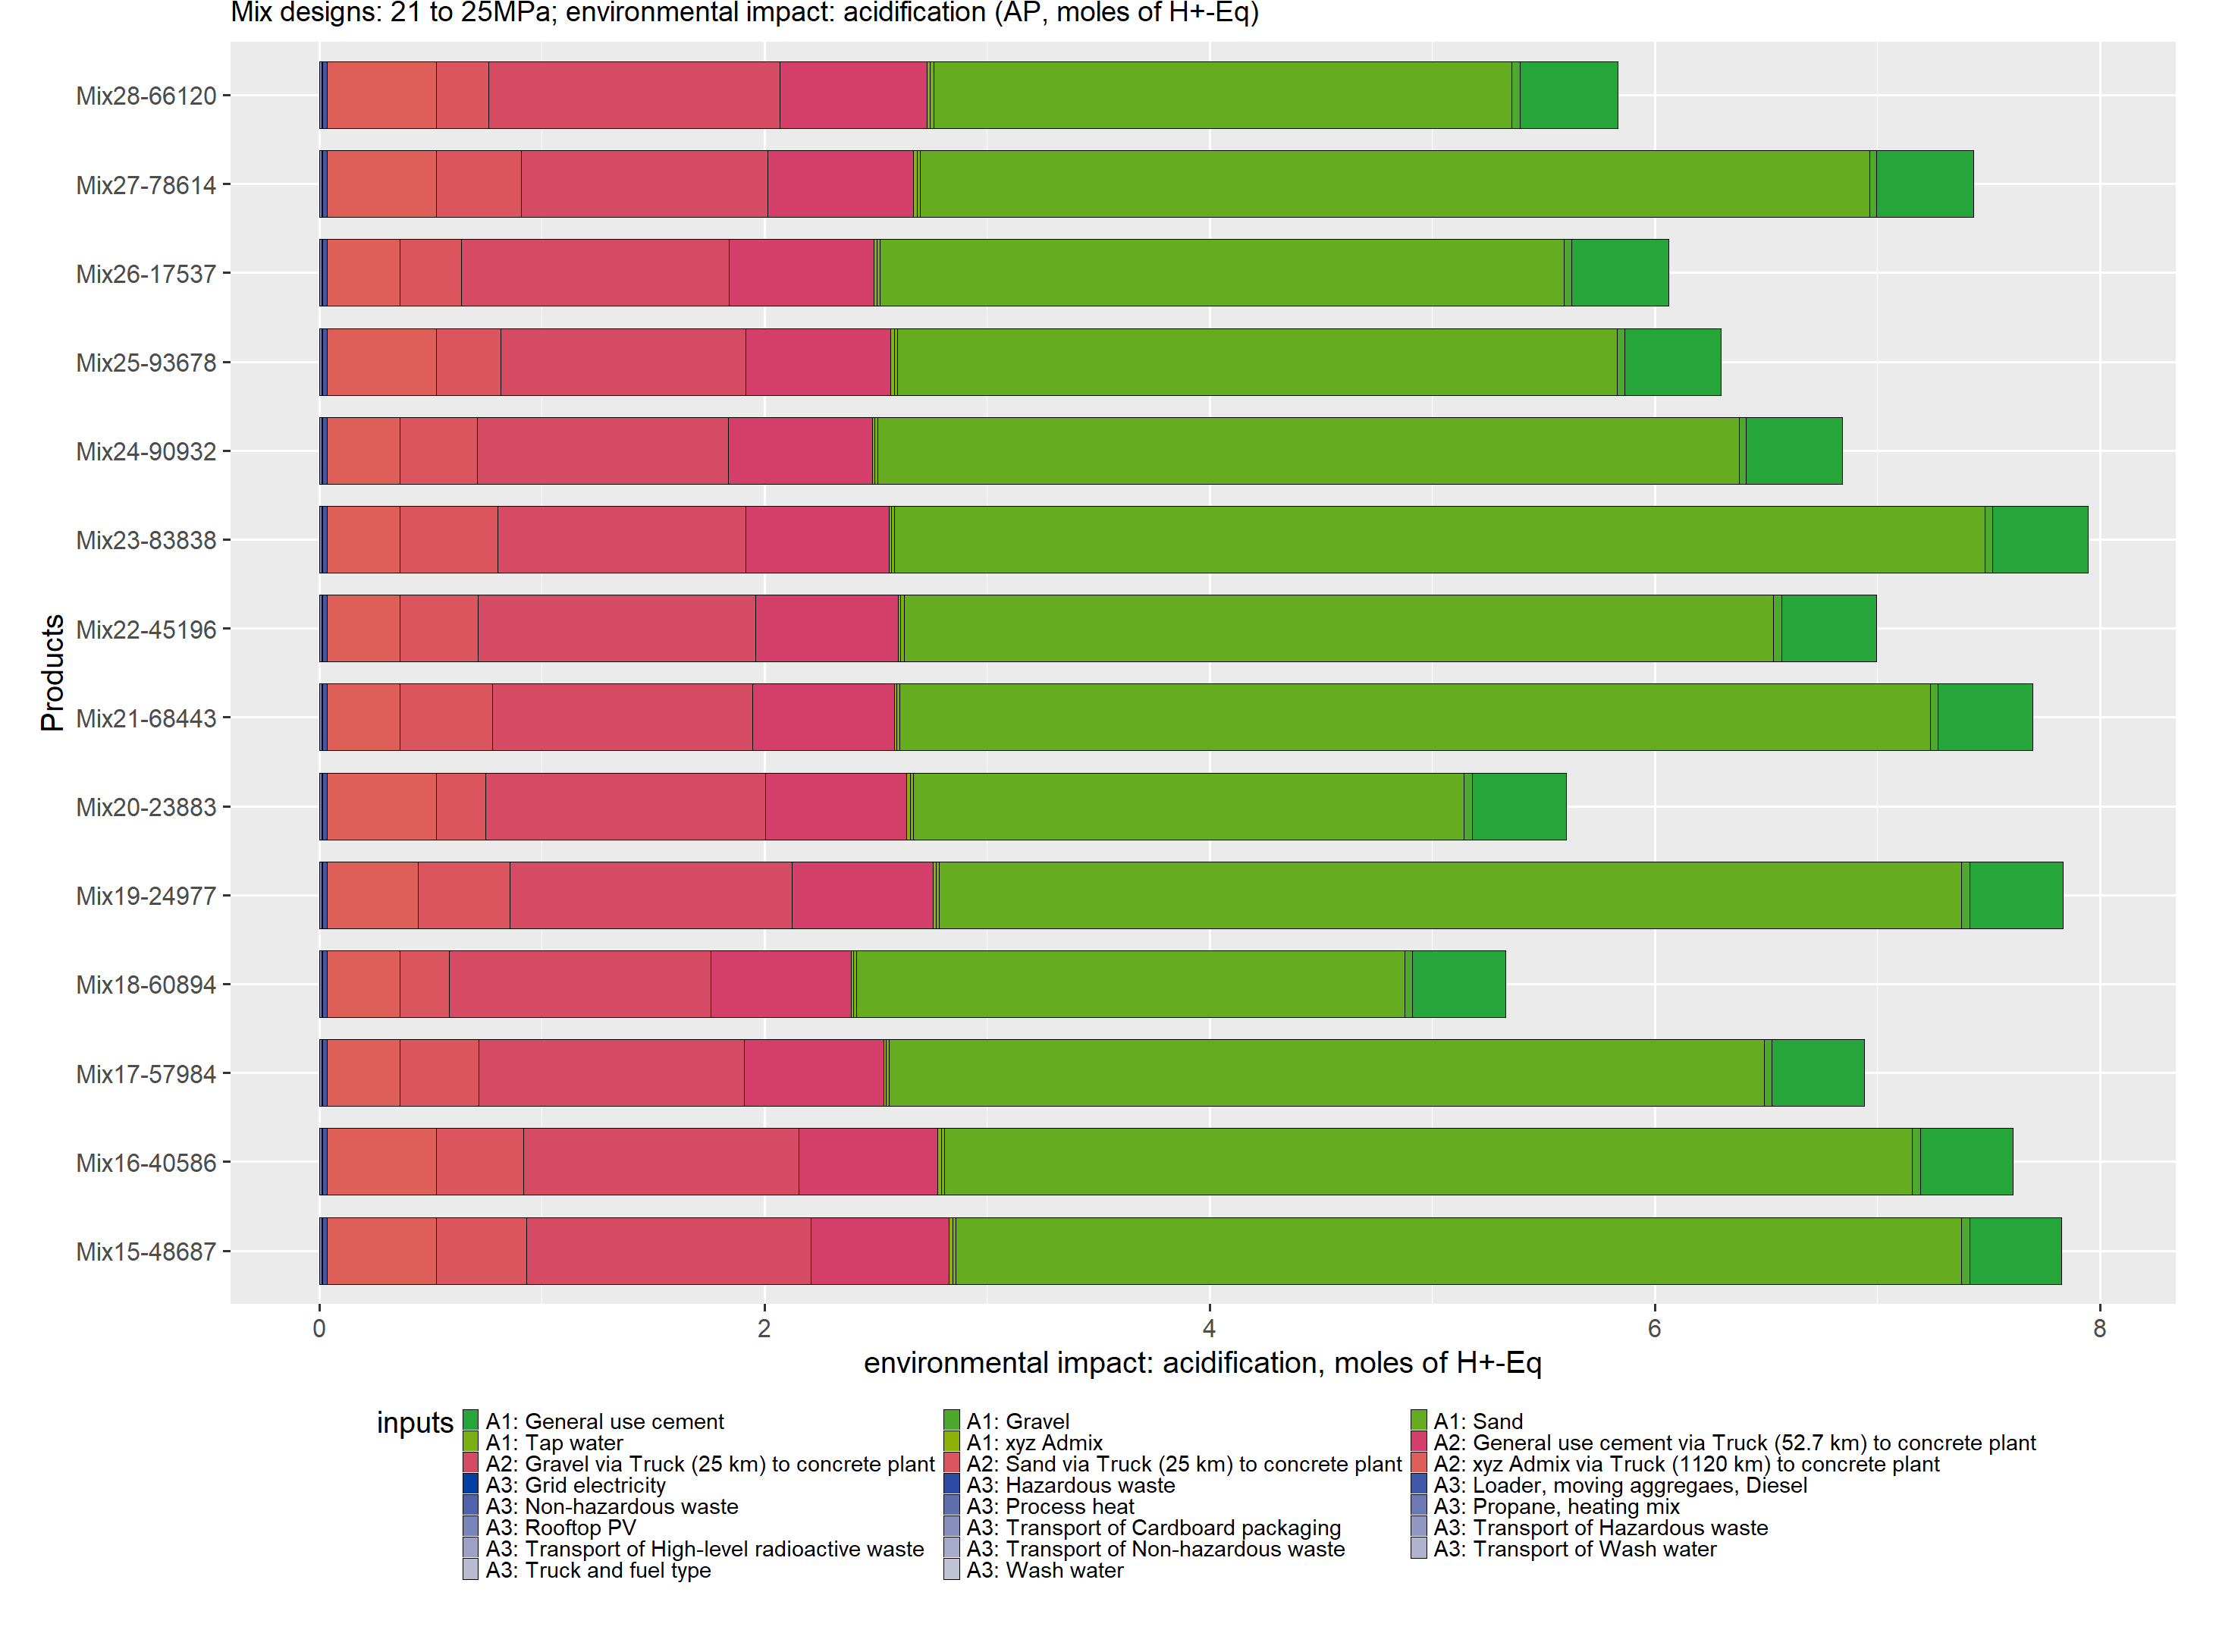 Mix designs: 21 to 25MPa; environmental impact: acidification (AP, moles of H+-Eq)
Products
Mix28-66120
Mix27-78614
Mix26-17537
Mix25-93678
Mix24-90932
Mix23-83838
Mix22-45196
Mix21-68443
Mix20-23883
Mix19-24977
Mix18-60894
Mix17-57984
Mix16-40586
Mix15-48687
0 2 4 6 8
environmental impact: acidification, moles of H+-Eq
inputs
A1: General use cement A1: Gravel A1: Sand
A1: Tap water A1: xyz Admix A2: General use cement via Truck (52.7 km) to concrete plant
A2: Gravel via Truck (25 km) to concrete plant A2: Sand via Truck (25 km) to concrete plant A2: xyz Admix via Truck (1120 km) to concrete plant
A3: Grid electricity A3: Hazardous waste A3: Loader, moving aggregaes, Diesel
A3: Non-hazardous waste A3: Process heat A3: Propane, heating mix
A3: Rooftop PV A3: Transport of Cardboard packaging A3: Transport of Hazardous waste
A3: Transport of High-level radioactive waste A3: Transport of Non-hazardous waste A3: Transport of Wash water
A3: Truck and fuel type A3: Wash water